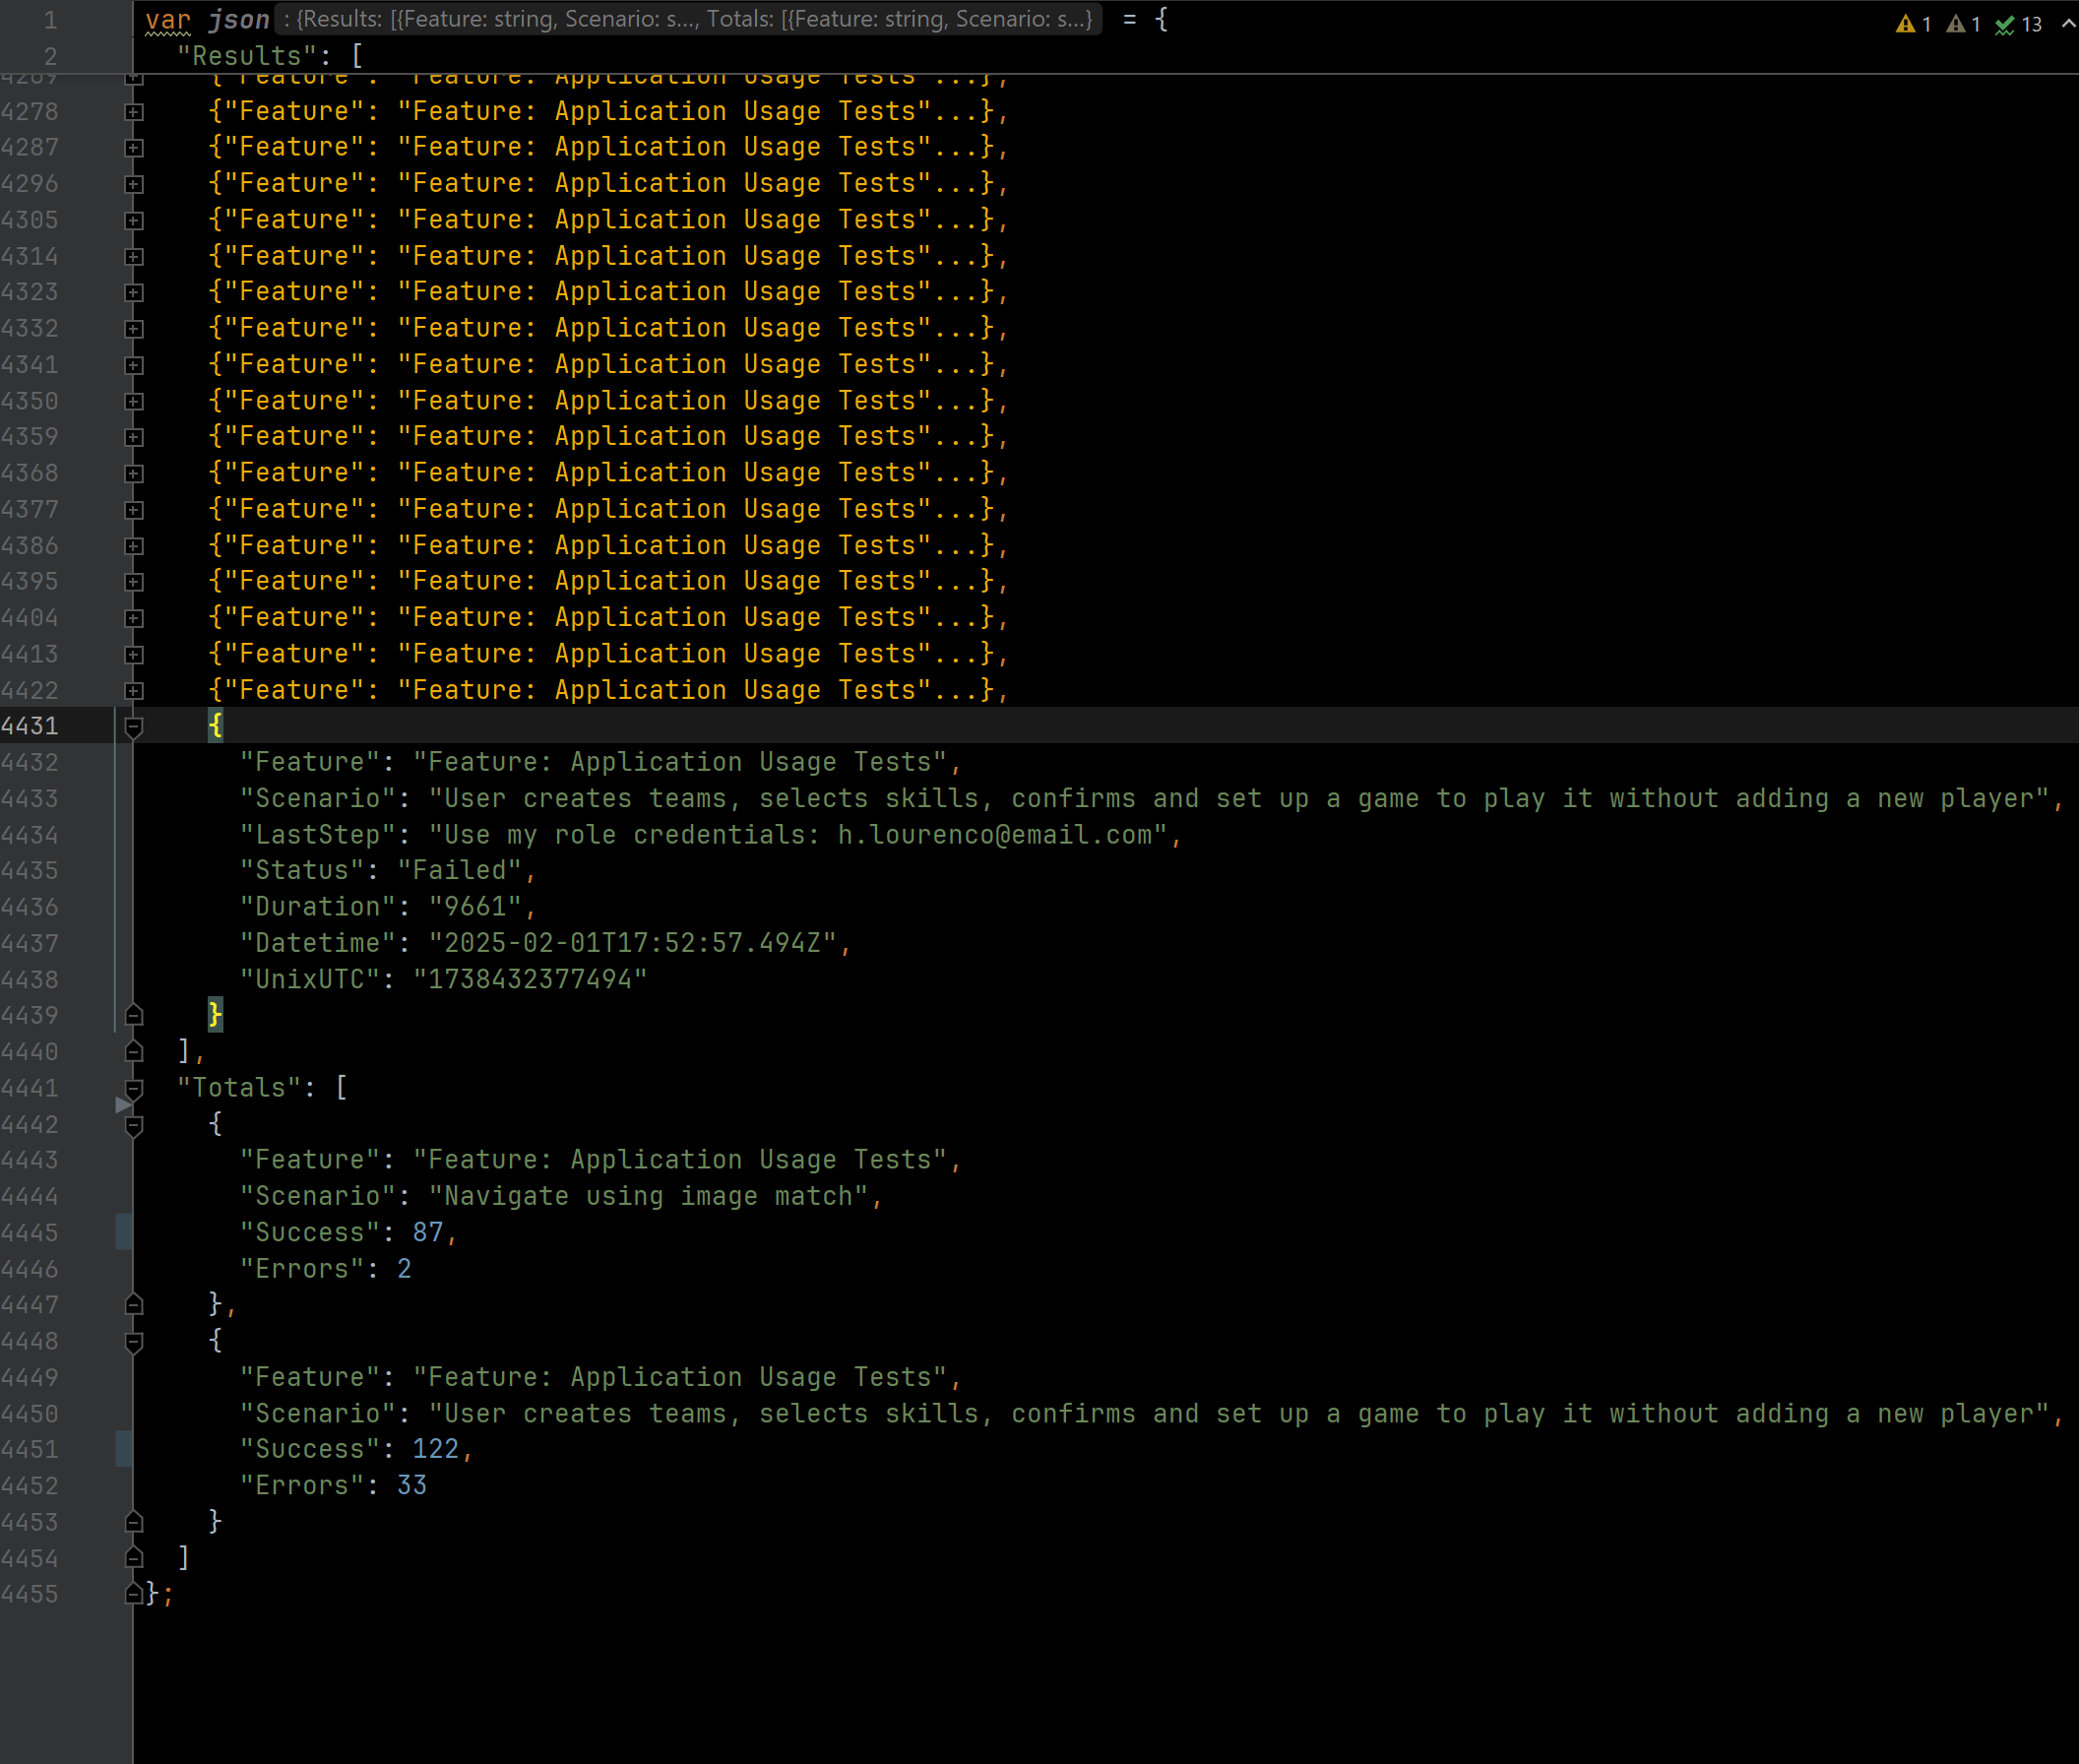 1 var json : {Results: [{Feature: string, Scenario: s..., Totals: [{Feature: string, Scenario: s...} = { 1 1 13
2 "Results": [
4269 {"Feature": "Feature: Application Usage Tests"...},
4278 {"Feature": "Feature: Application Usage Tests"...},
4287 {"Feature": "Feature: Application Usage Tests"...},
4296 {"Feature": "Feature: Application Usage Tests"...},
4305 {"Feature": "Feature: Application Usage Tests"...},
4314 {"Feature": "Feature: Application Usage Tests"...},
4323 {"Feature": "Feature: Application Usage Tests"...},
4332 {"Feature": "Feature: Application Usage Tests"...},
4341 {"Feature": "Feature: Application Usage Tests"...},
4350 {"Feature": "Feature: Application Usage Tests"...},
4359 {"Feature": "Feature: Application Usage Tests"...},
4368 {"Feature": "Feature: Application Usage Tests"...},
4377 {"Feature": "Feature: Application Usage Tests"...},
4386 {"Feature": "Feature: Application Usage Tests"...},
4395 {"Feature": "Feature: Application Usage Tests"...},
4404 {"Feature": "Feature: Application Usage Tests"...},
4413 {"Feature": "Feature: Application Usage Tests"...},
4422 {"Feature": "Feature: Application Usage Tests"...},
4431 {
4432 "Feature": "Feature: Application Usage Tests",
4433 "Scenario": "User creates teams, selects skills, confirms and set up a game to play it without adding a new player",
4434 "LastStep": "Use my role credentials: h.lourenco@email.com",
4435 "Status": "Failed",
4436 "Duration": "9661",
4437 "Datetime": "2025-02-01T17:52:57.494Z",
4438 "UnixUTC": "1738432377494"
4439 }
4440 ],
4441 "Totals": [
4442 {
4443 "Feature": "Feature: Application Usage Tests",
4444 "Scenario": "Navigate using image match",
4445 "Success": 87,
4446 "Errors": 2
4447 },
4448 {
4449 "Feature": "Feature: Application Usage Tests",
4450 "Scenario": "User creates teams, selects skills, confirms and set up a game to play it without adding a new player",
4451 "Success": 122,
4452 "Errors": 33
4453 }
4454 ]
4455 };